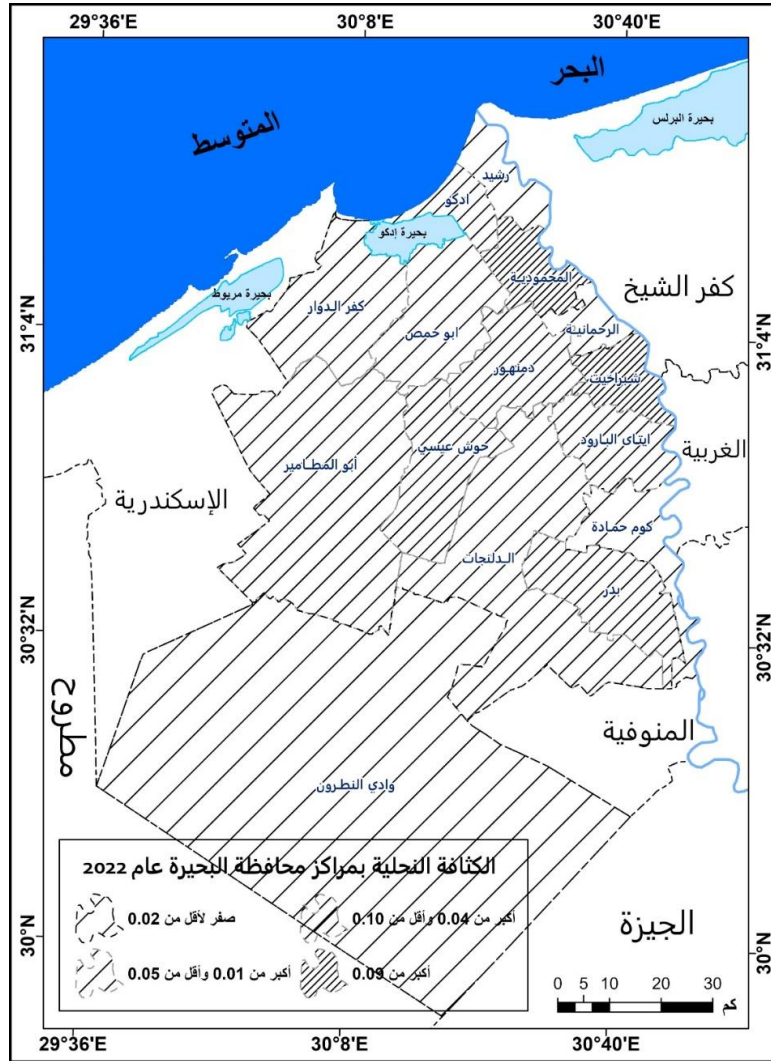 29°36'E 30°8'E 30°40'E
البحر
المتوسط
بحيرة البرلس
رشيد
ادكو
بحيرة إدكو
المحمودية
كفر الشيخ
بحيرة مريوط
كفر الدوار
ابو حمص
الرحمانية
31°4'N 31°4'N
دمنهور
شبراخيت
ايتاى البارود
الغربية
حوش عيسي
أبو المطامير
الإسكندرية
كوم حمادة
الدلنجات
بدر
30°32'N 30°32'N
المنوفية
مطروح
وادي النطرون
الكثافة النحلية بمراكز محافظة البحيرة عام 2022
صفر لأقل من 0.02
أكبر من 0.04 وأقل من 0.10
أكبر من 0.01 وأقل من 0.05
أكبر من 0.09
الجيزة
30°N 30°N
0 5 10 20 30 كم
29°36'E 30°8'E 30°40'E